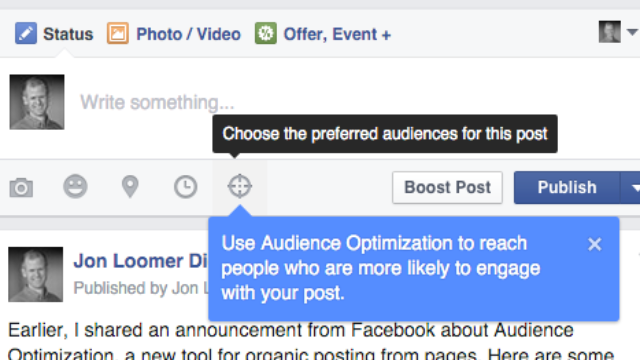 Status Photo / Video Offer, Event +
Write something...
Choose the preferred audiences for this post
Boost Post Publish
Use Audience Optimization to reach
people who are more likely to engage
with your post.
Jon Loomer Di
Published by Jon L
Earlier, I shared an announcement from Facebook about Audience
Optimization, a new tool for organic posting from pages. Here are some